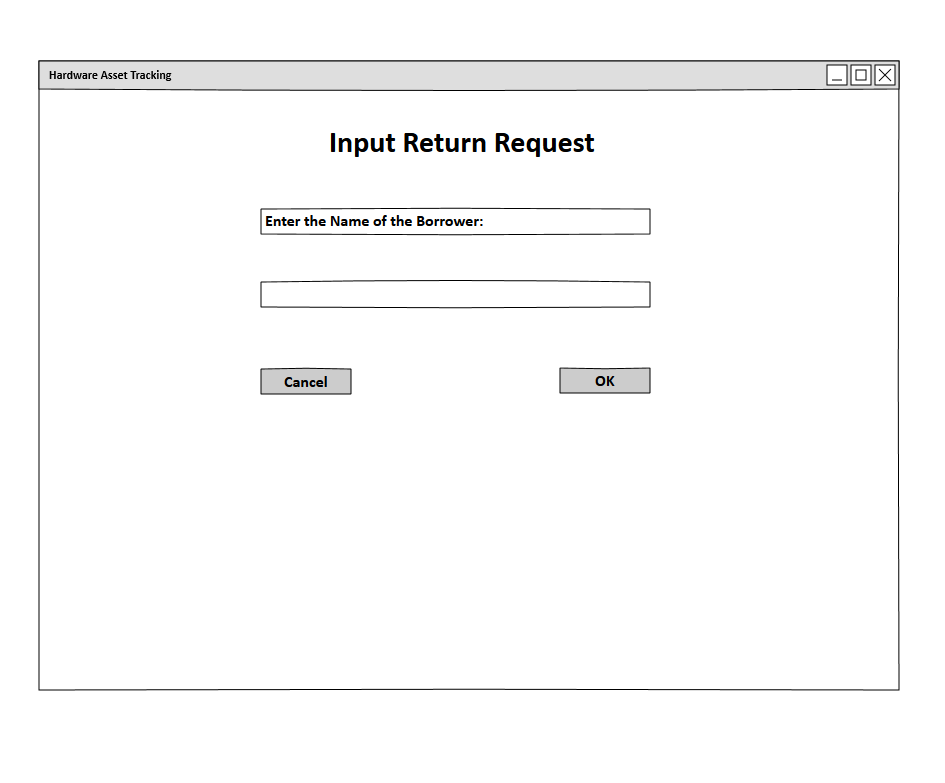 Hardware Asset Tracking
Input Return Request
Enter the Name of the Borrower:
Cancel
OK